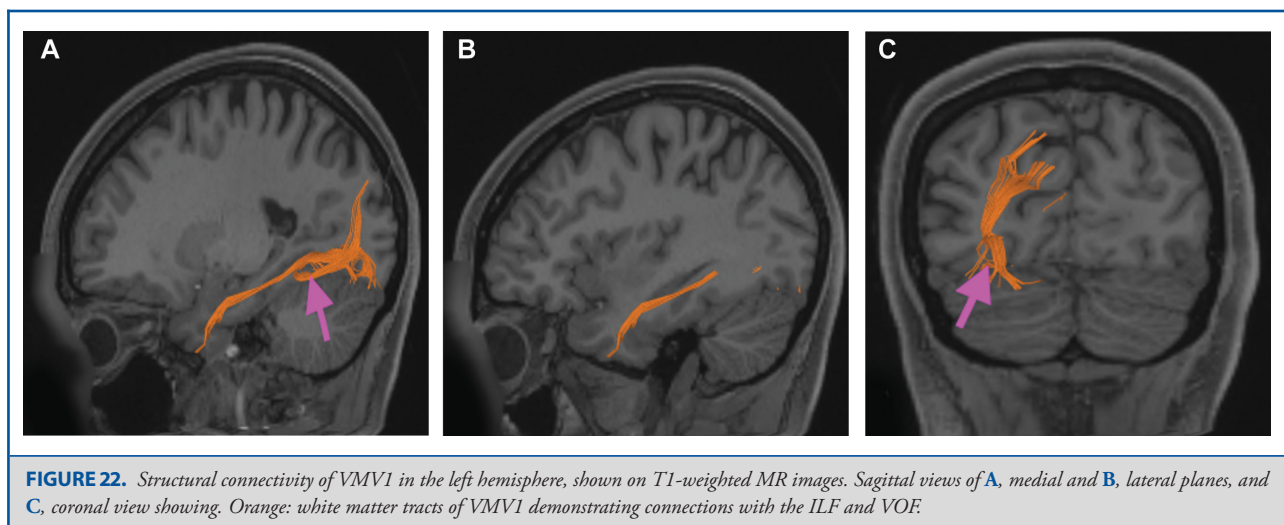 A
B
C
FIGURE 22. Structural connectivity of VMV1 in the left hemisphere, shown on T1-weighted MR images. Sagittal views of A, medial and B, lateral planes, and
C, coronal view showing. Orange: white matter tracts of VMV1 demonstrating connections with the ILF and VOF.